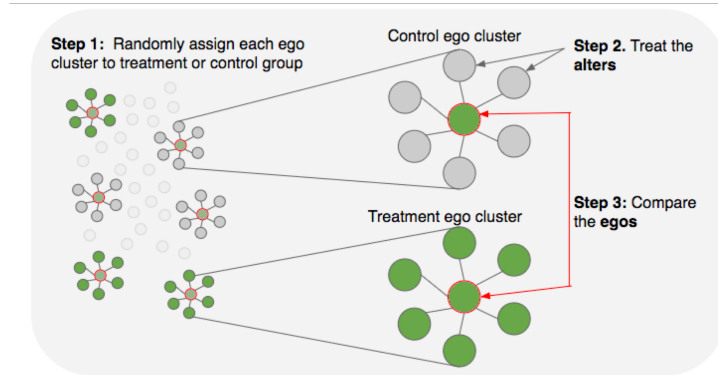 Step 1: Randomly assign each ego
cluster to treatment or control group
Control ego cluster
Step 2. Treat the
alters
Step 3: Compare
the egos
Treatment ego cluster